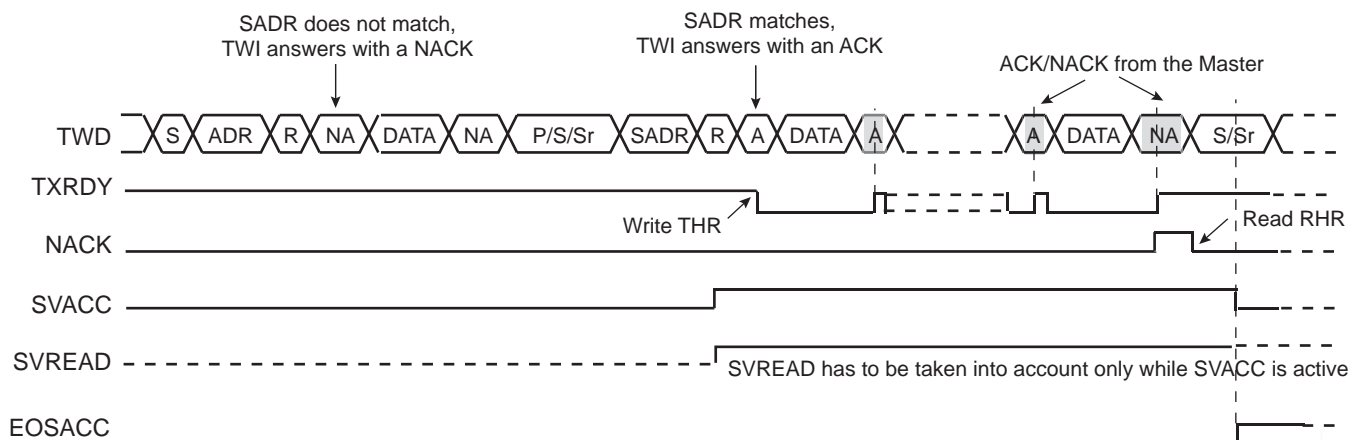 SADR does not match,
TWI answers with a NACK
SADR matches,
TWI answers with an ACK
ACK/NACK from the Master
TWD S ADR R NA DATA NA P/S/Sr SADR R A DATA A A DATA NA S/Sr
TXRDY
Write THR
Read RHR
NACK
SVACC
SVREAD
SVREAD has to be taken into account only while SVACC is active
EOSACC